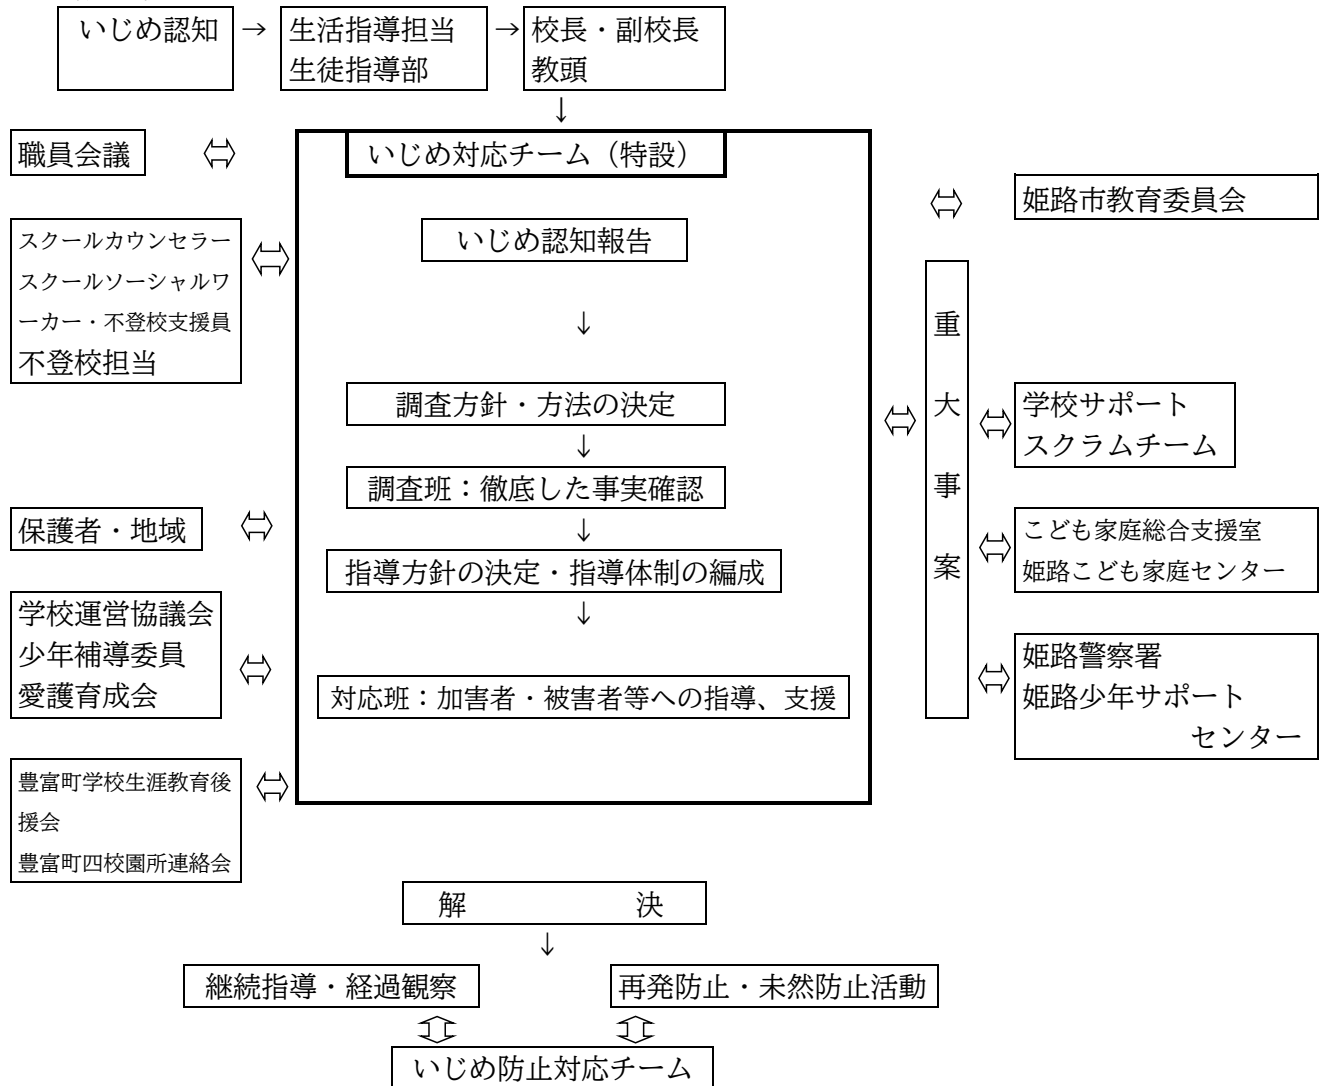 いじめ認知 → 生活指導担当 → 校長・副校長
生徒指導部 教頭
↓
職員会議 ⇔ いじめ対応チーム（特設）
⇔ 姫路市教育委員会
スクールカウンセラー
スクールソーシャルワ
ーカー・不登校支援員
不登校担当
⇔
いじめ認知報告
↓
調査方針・方法の決定
↓
調査班：徹底した事実確認
↓
指導方針の決定・指導体制の編成
↓
対応班：加害者・被害者等への指導、支援
保護者・地域 ⇔
学校運営協議会
少年補導委員
愛護育成会
⇔
豊富町学校生涯教育後
援会
豊富町四校園所連絡会
⇔
⇔ 重大事案
⇔ 学校サポート
スクラムチーム
⇔ こども家庭総合支援室
姫路こども家庭センター
⇔ 姫路警察署
姫路少年サポート
センター
解　　　決
↓
継続指導・経過観察 再発防止・未然防止活動
⇕ ⇕
いじめ防止対応チーム